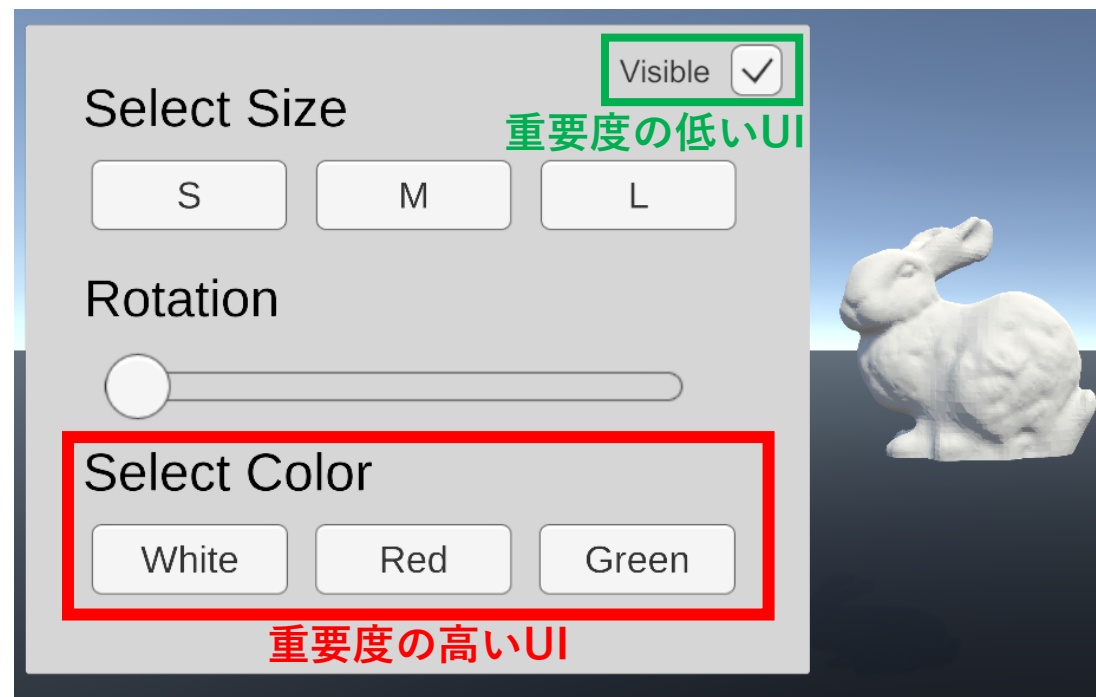 Visible
Select Size
重要度の低いUI
S M L
Rotation
Select Color
White Red Green
重要度の高いUI